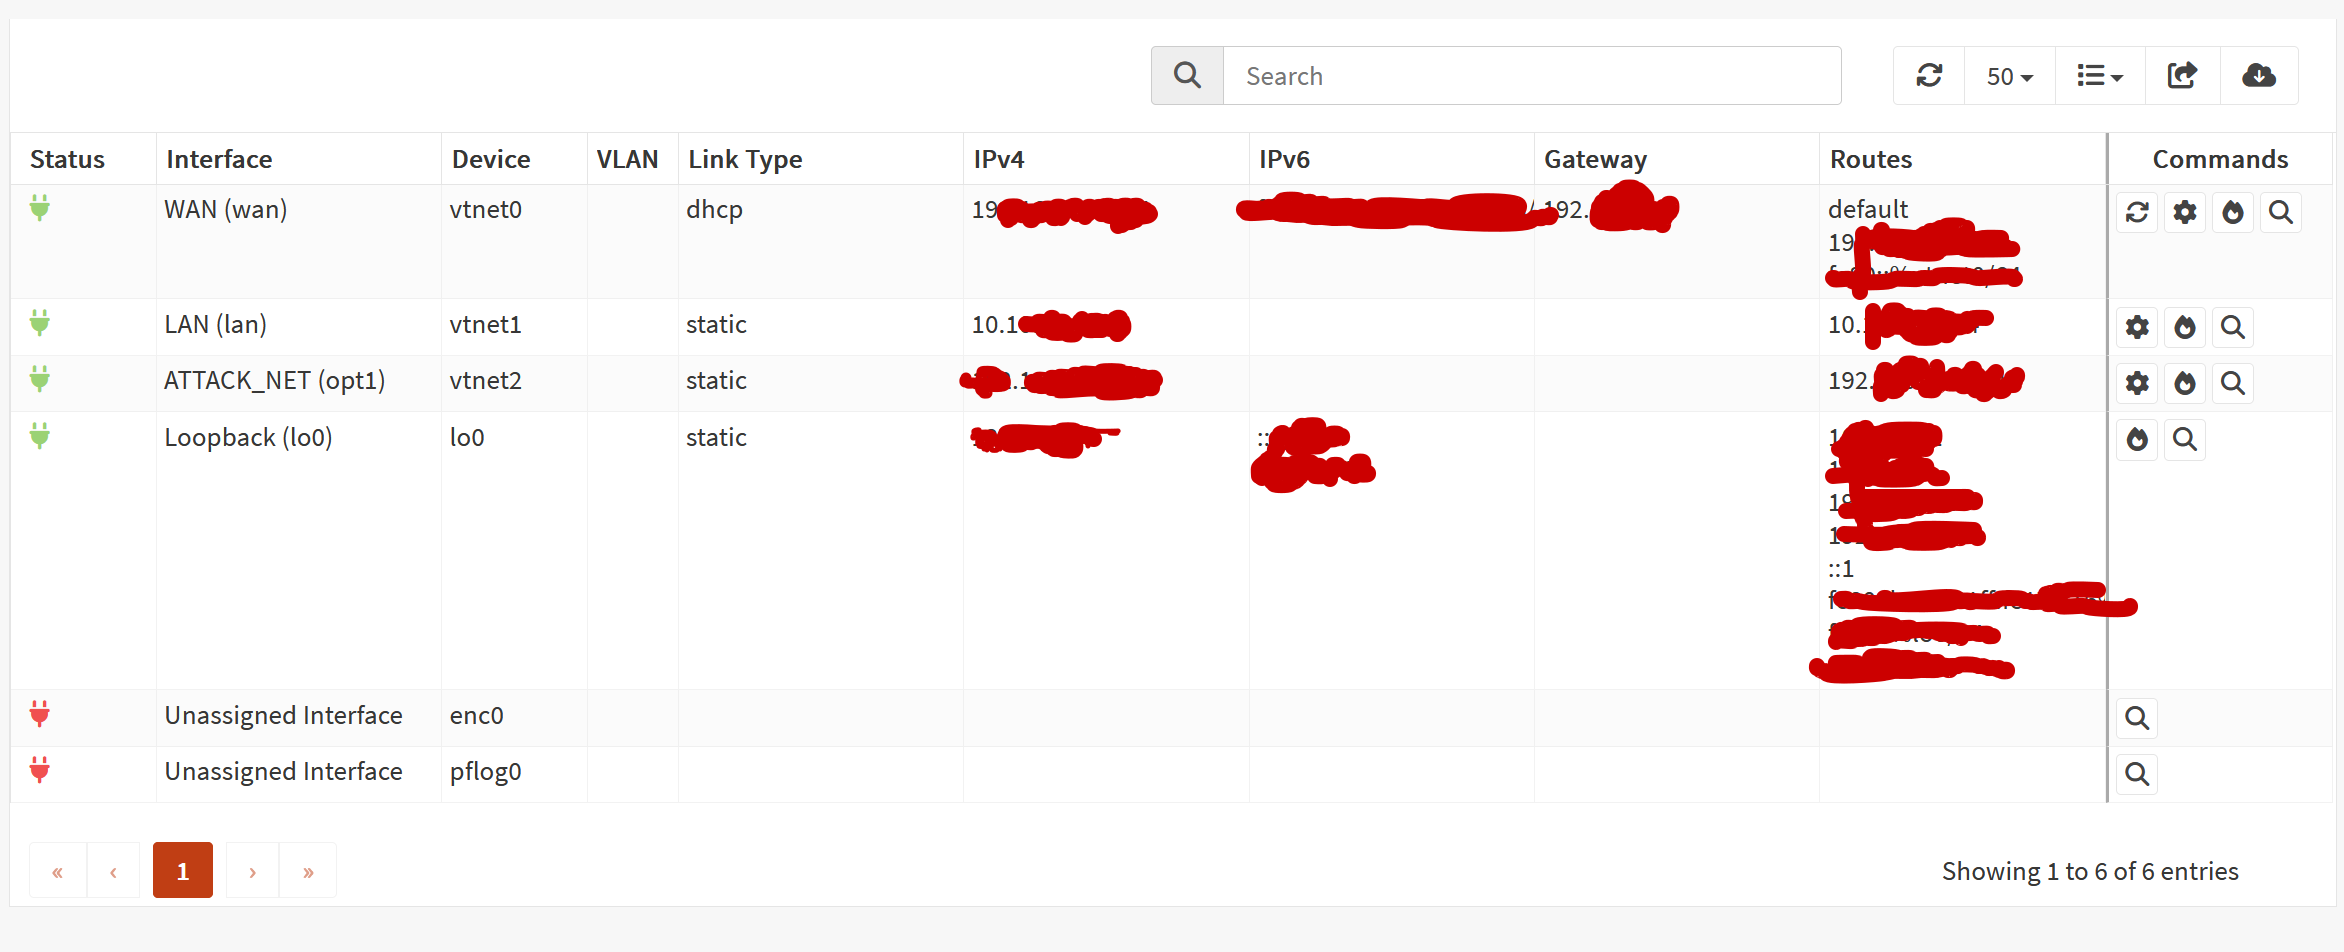 Search
50
Status Interface Device VLAN Link Type IPv4 IPv6 Gateway Routes Commands
WAN (wan) vtnet0 dhcp 19 192. default
19
LAN (lan) vtnet1 static 10.1 10.
ATTACK_NET (opt1) vtnet2 static 192.
Loopback (lo0) lo0 static ::
::1
Unassigned Interface enc0
Unassigned Interface pflog0
« ‹ 1 › » Showing 1 to 6 of 6 entries